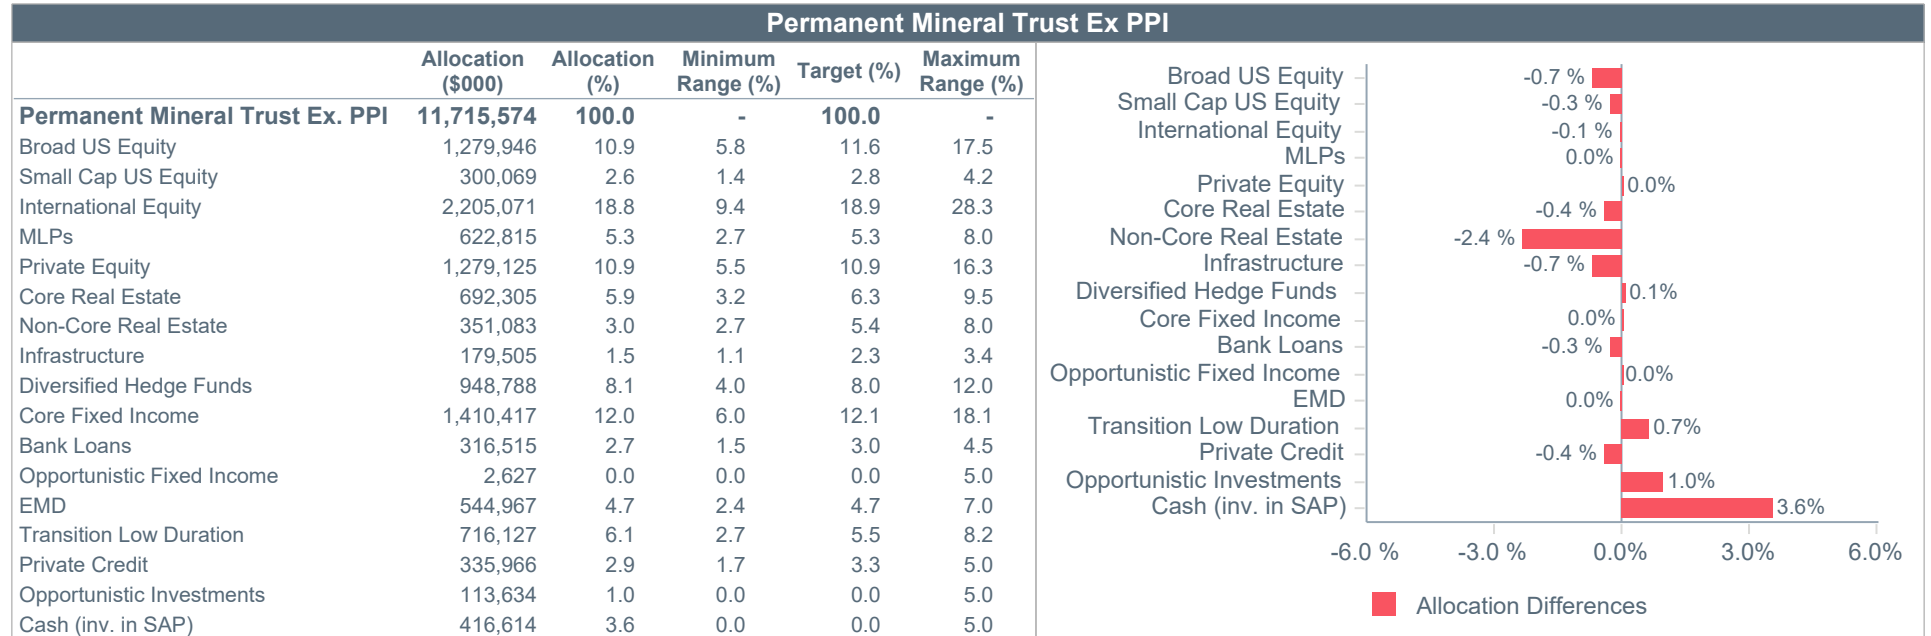 Permanent Mineral Trust Ex PPI
Allocation ($000) Allocation (%) Minimum Range (%) Target (%) Maximum Range (%)
Permanent Mineral Trust Ex. PPI 11,715,574 100.0 - 100.0 -
Broad US Equity 1,279,946 10.9 5.8 11.6 17.5
Small Cap US Equity 300,069 2.6 1.4 2.8 4.2
International Equity 2,205,071 18.8 9.4 18.9 28.3
MLPs 622,815 5.3 2.7 5.3 8.0
Private Equity 1,279,125 10.9 5.5 10.9 16.3
Core Real Estate 692,305 5.9 3.2 6.3 9.5
Non-Core Real Estate 351,083 3.0 2.7 5.4 8.0
Infrastructure 179,505 1.5 1.1 2.3 3.4
Diversified Hedge Funds 948,788 8.1 4.0 8.0 12.0
Core Fixed Income 1,410,417 12.0 6.0 12.1 18.1
Bank Loans 316,515 2.7 1.5 3.0 4.5
Opportunistic Fixed Income 2,627 0.0 0.0 0.0 5.0
EMD 544,967 4.7 2.4 4.7 7.0
Transition Low Duration 716,127 6.1 2.7 5.5 8.2
Private Credit 335,966 2.9 1.7 3.3 5.0
Opportunistic Investments 113,634 1.0 0.0 0.0 5.0
Cash (inv. in SAP) 416,614 3.6 0.0 0.0 5.0
Broad US Equity -0.7 %
Small Cap US Equity -0.3 %
International Equity -0.1 %
MLPs 0.0%
Private Equity 0.0%
Core Real Estate -0.4 %
Non-Core Real Estate -2.4 %
Infrastructure -0.7 %
Diversified Hedge Funds 0.1%
Core Fixed Income 0.0%
Bank Loans -0.3 %
Opportunistic Fixed Income 0.0%
EMD 0.0%
Transition Low Duration 0.7%
Private Credit -0.4 %
Opportunistic Investments 1.0%
Cash (inv. in SAP) 3.6%
-6.0 % -3.0 % 0.0% 3.0% 6.0%
Allocation Differences